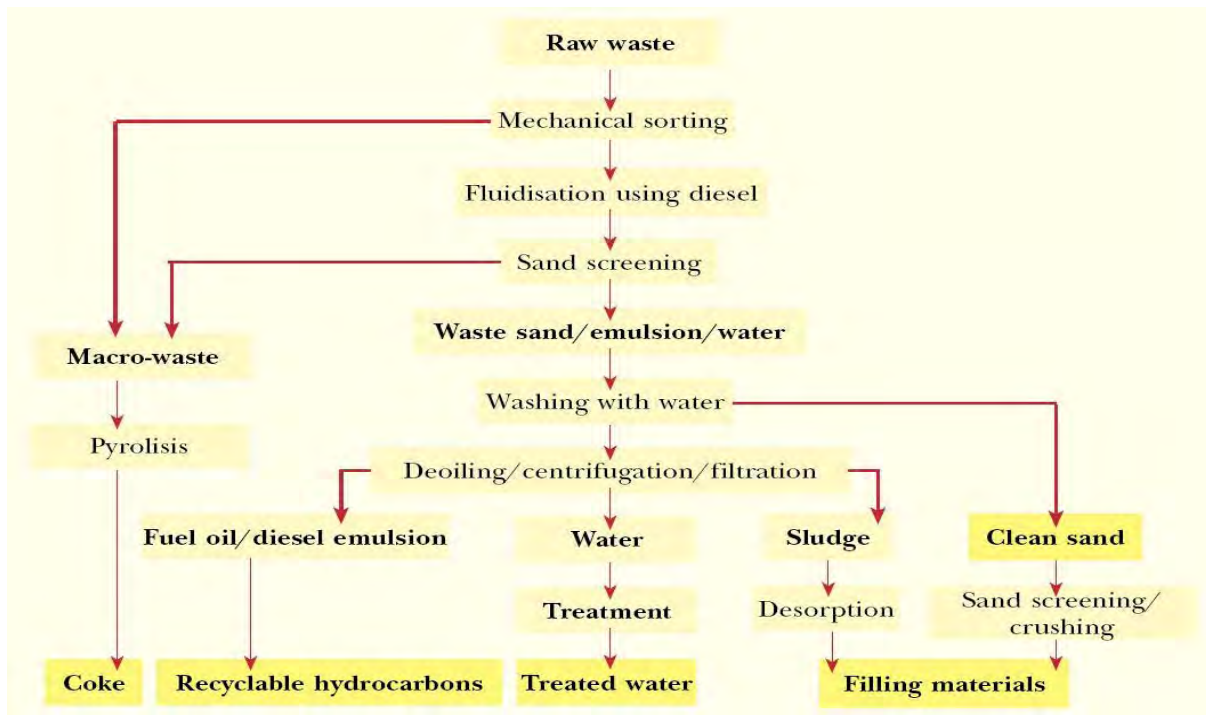 Raw waste
Mechanical sorting
Fluidisation using diesel
Sand screening
Waste sand/emulsion/water
Macro-waste
Washing with water
Pyrolisis
Deoiling/centrifugation/filtration
Fuel oil/diesel emulsion
Water
Sludge
Clean sand
Treatment
Desorption
Sand screening/
crushing
Coke
Recyclable hydrocarbons
Treated water
Filling materials